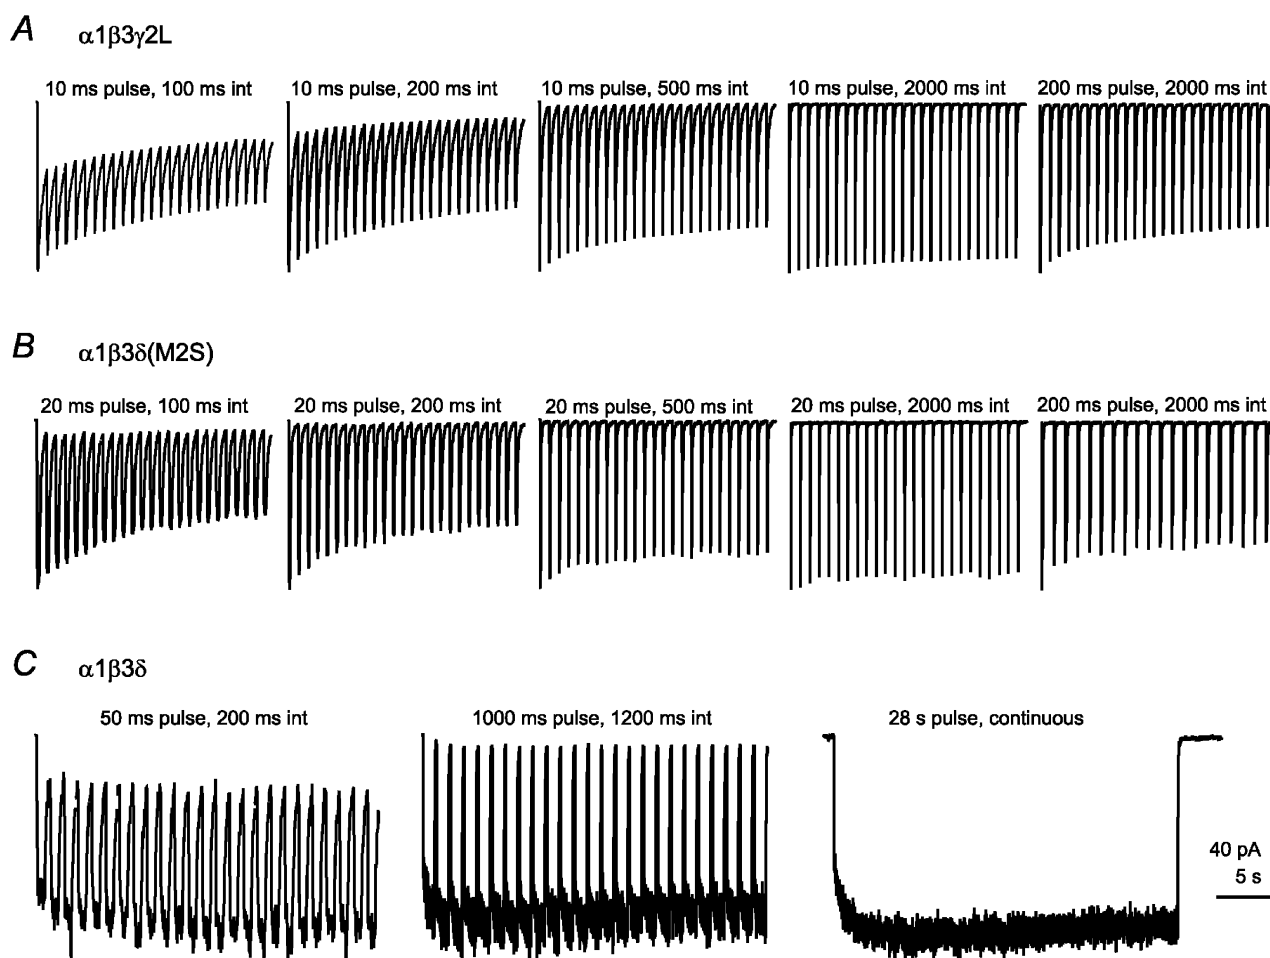 A α1β3γ2L
10 ms pulse, 100 ms int 10 ms pulse, 200 ms int 10 ms pulse, 500 ms int 10 ms pulse, 2000 ms int 200 ms pulse, 2000 ms int
B α1β3δ(M2S)
20 ms pulse, 100 ms int 20 ms pulse, 200 ms int 20 ms pulse, 500 ms int 20 ms pulse, 2000 ms int 200 ms pulse, 2000 ms int
C α1β3δ
50 ms pulse, 200 ms int 1000 ms pulse, 1200 ms int 28 s pulse, continuous
40 pA
5 s